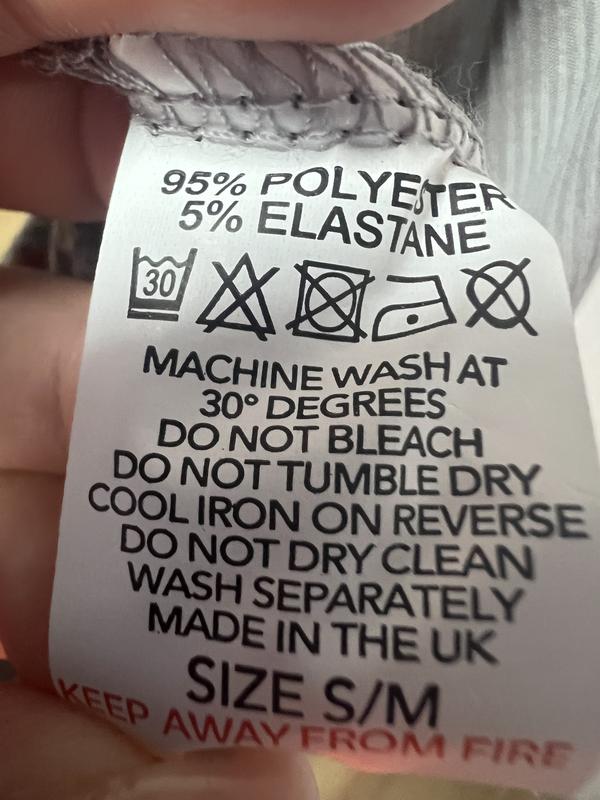 95% POLYESTER
5% ELASTANE
30
MACHINE WASH AT
30° DEGREES
DO NOT BLEACH
DO NOT TUMBLE DRY
COOL IRON ON REVERSE
DO NOT DRY CLEAN
WASH SEPARATELY
MADE IN THE UK
SIZE S/M
KEEP AWAY FROM FIRE